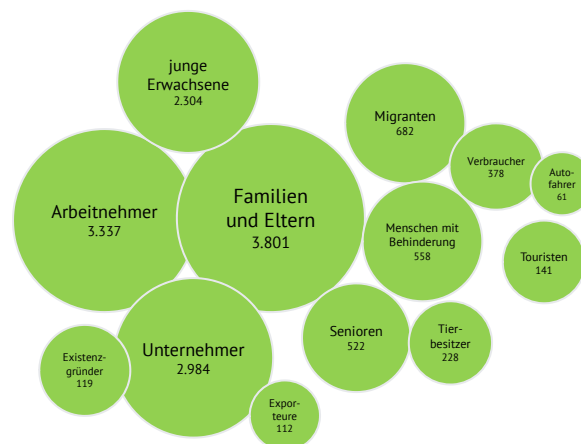 junge
Erwachsene
2.304
Migranten
682
Verbraucher
378
Auto-
fahrer
61
Arbeitnehmer
3.337
Familien
und Eltern
3.801
Menschen mit
Behinderung
558
Touristen
141
Unternehmer
2.984
Senioren
522
Tier-
besitzer
228
Existenz-
gründer
119
Expor-
teure
112